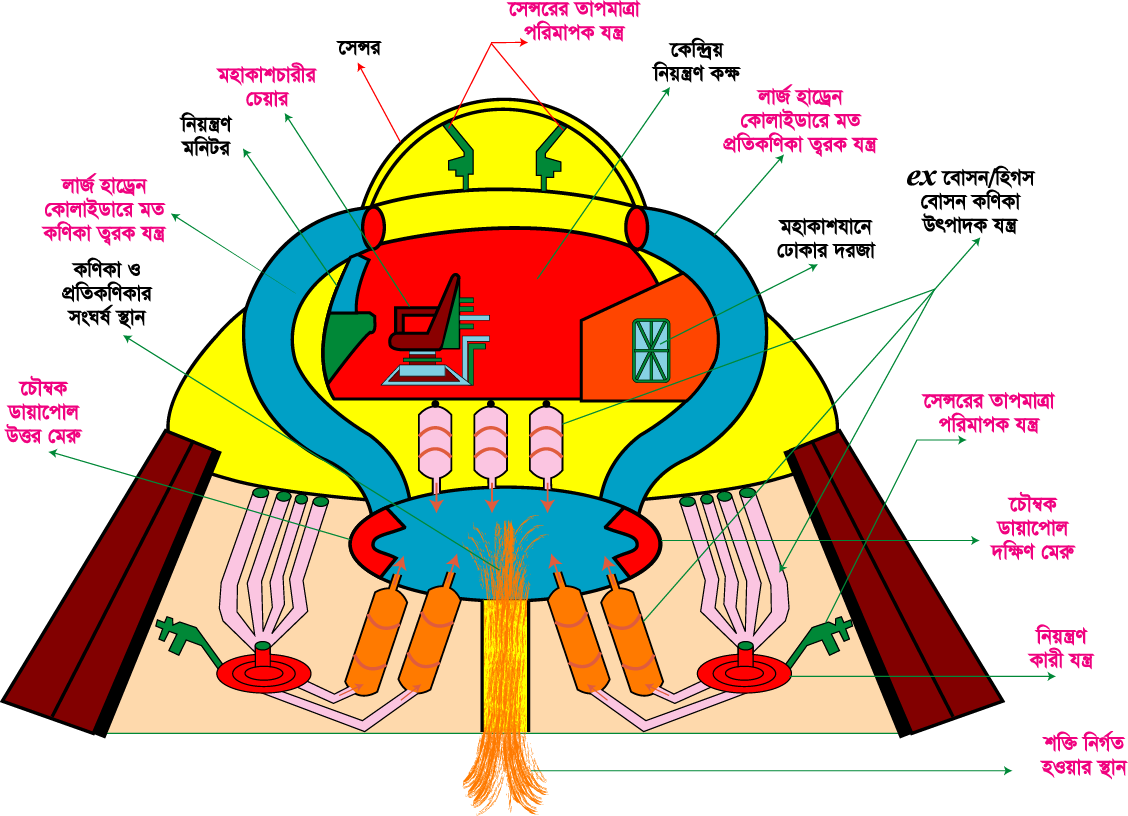 সেন্সরের তাপমাত্রা
পরিমাপক যন্ত্র
সেন্সর
কেন্দ্রিয়
নিয়ন্ত্রণ কক্ষ
মহাকাশচারীর
চেয়ার
লার্জ হাড্রেন
কোলাইডারে মত
প্রতিকণিকা ত্বরক যন্ত্র
নিয়ন্ত্রণ
মনিটর
লার্জ হাড্রেন
কোলাইডারে মত
কণিকা ত্বরক যন্ত্র
ex বোসন/হিগস
বোসন কণিকা
উৎপাদক যন্ত্র
মহাকাশযানে
ঢোকার দরজা
কণিকা ও
প্রতিকণিকার
সংঘর্ষ স্থান
চৌম্বক
ডায়াপোল
উত্তর মেরু
সেন্সরের তাপমাত্রা
পরিমাপক যন্ত্র
চৌম্বক
ডায়াপোল
দক্ষিণ মেরু
নিয়ন্ত্রণ
কারী যন্ত্র
শক্তি নির্গত
হওয়ার স্থান